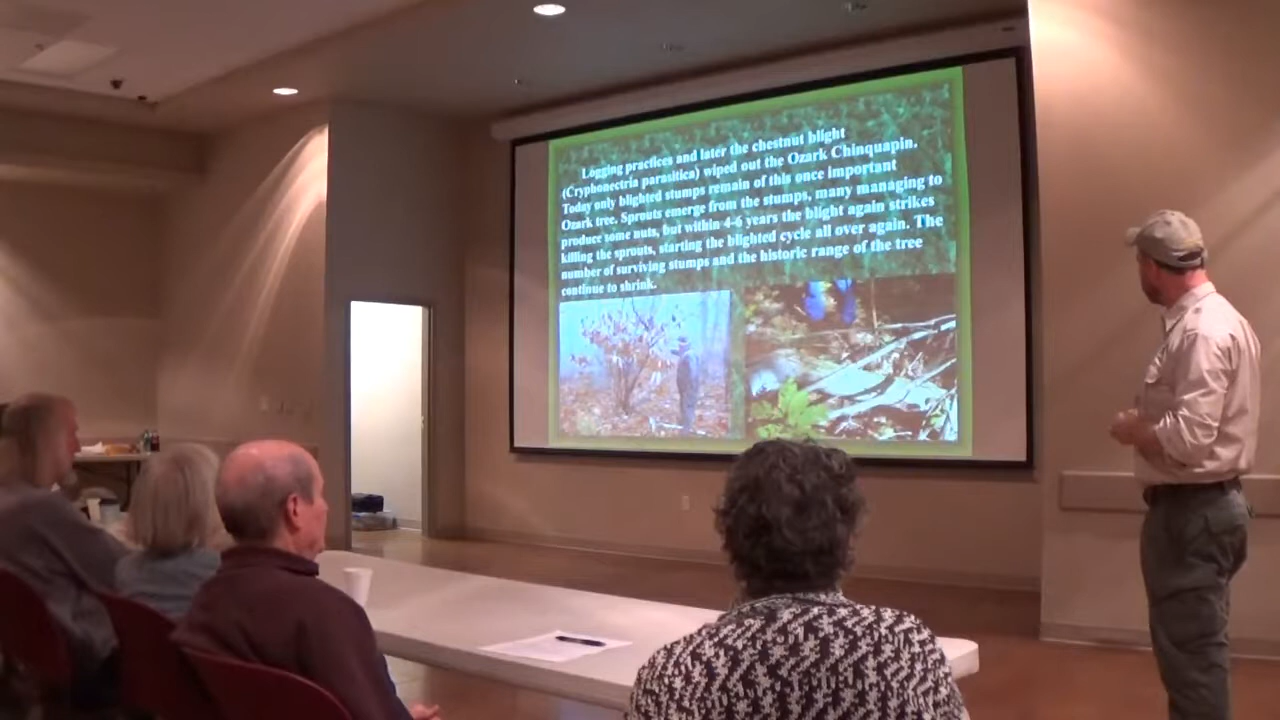 Logging practices and later the chestnut blight
(Cryphonectria parasitica) wiped out the Ozark Chinquapin.
Today only blighted stumps remain of this once important
Ozark tree. Sprouts emerge from the stumps, many managing to
produce some nuts, but within 4-6 years the blight again strikes
killing the sprouts, starting the blighted cycle all over again. The
number of surviving stumps and the historic range of the tree
continue to shrink.